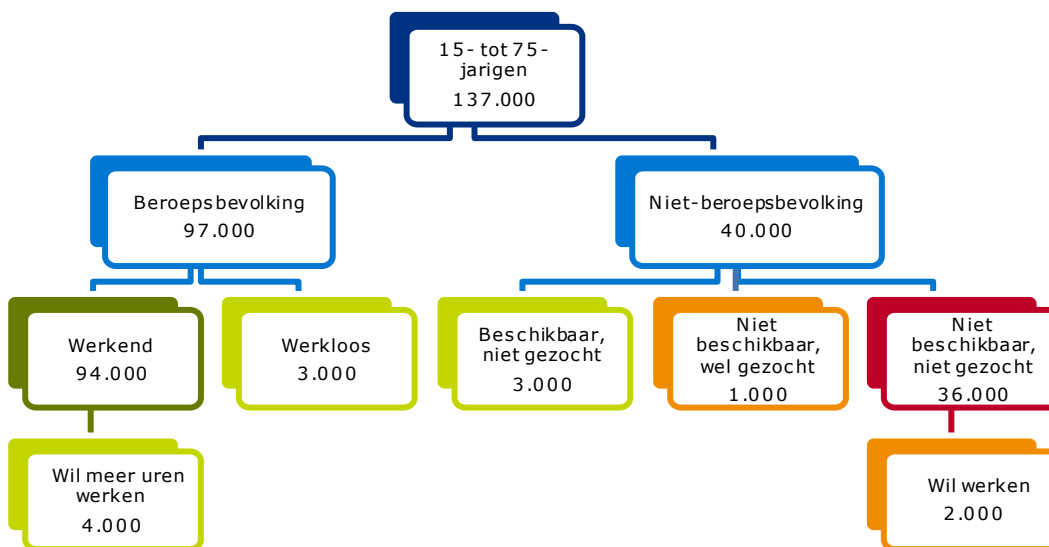 15- tot 75-
jarigen
137.000
Beroepsbevolking
97.000
Niet-beroepsbevolking
40.000
Werkend
94.000
Werkloos
3.000
Beschikbaar,
niet gezocht
3.000
Niet
beschikbaar,
wel gezocht
1.000
Niet
beschikbaar,
niet gezocht
36.000
Wil meer uren
werken
4.000
Wil werken
2.000